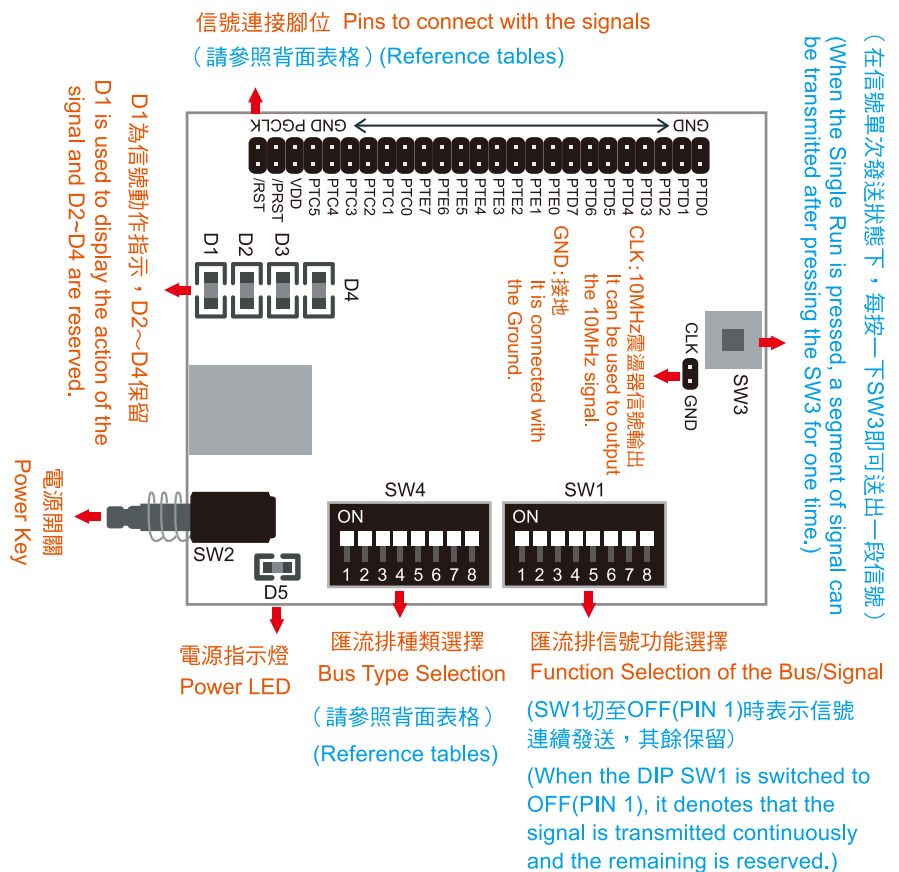 信號連接腳位 Pins to connect with the signals
（請參照背面表格）(Reference tables)
（在信號單次發送狀態下，每按一下SW3即可送出一段信號）
(When the Single Run is pressed, a segment of signal can
be transmitted after pressing the SW3 for one time.)
D1為信號動作指示，D2～D4保留
D1 is used to display the action of the
signal and D2~D4 are reserved.
CLK
PG
GND
GND
/RST
/PRST
VDD
PTC5
PTC4
PTC3
PTC2
PTC1
PTC0
PTE7
PTE6
PTE5
PTE4
PTE3
PTE2
PTE1
PTE0
PTD7
PTD6
PTD5
PTD4
PTD3
PTD2
PTD1
PTD0
D1
D2
D3
D4
CLK:10MHz震盪器信號輸出
It can be used to output
the 10MHz signal.
GND:接地
It is connected with
the Ground.
CLK
GND
SW3
電源開關
Power Key
SW2
D5
SW4
ON
1 2 3 4 5 6 7 8
SW1
ON
1 2 3 4 5 6 7 8
電源指示燈
Power LED
匯流排種類選擇
Bus Type Selection
（請參照背面表格）
(Reference tables)
匯流排信號功能選擇
Function Selection of the Bus/Signal
(SW1切至OFF(PIN 1)時表示信號
連續發送，其餘保留）
(When the DIP SW1 is switched to
OFF(PIN 1), it denotes that the
signal is transmitted continuously
and the remaining is reserved.)